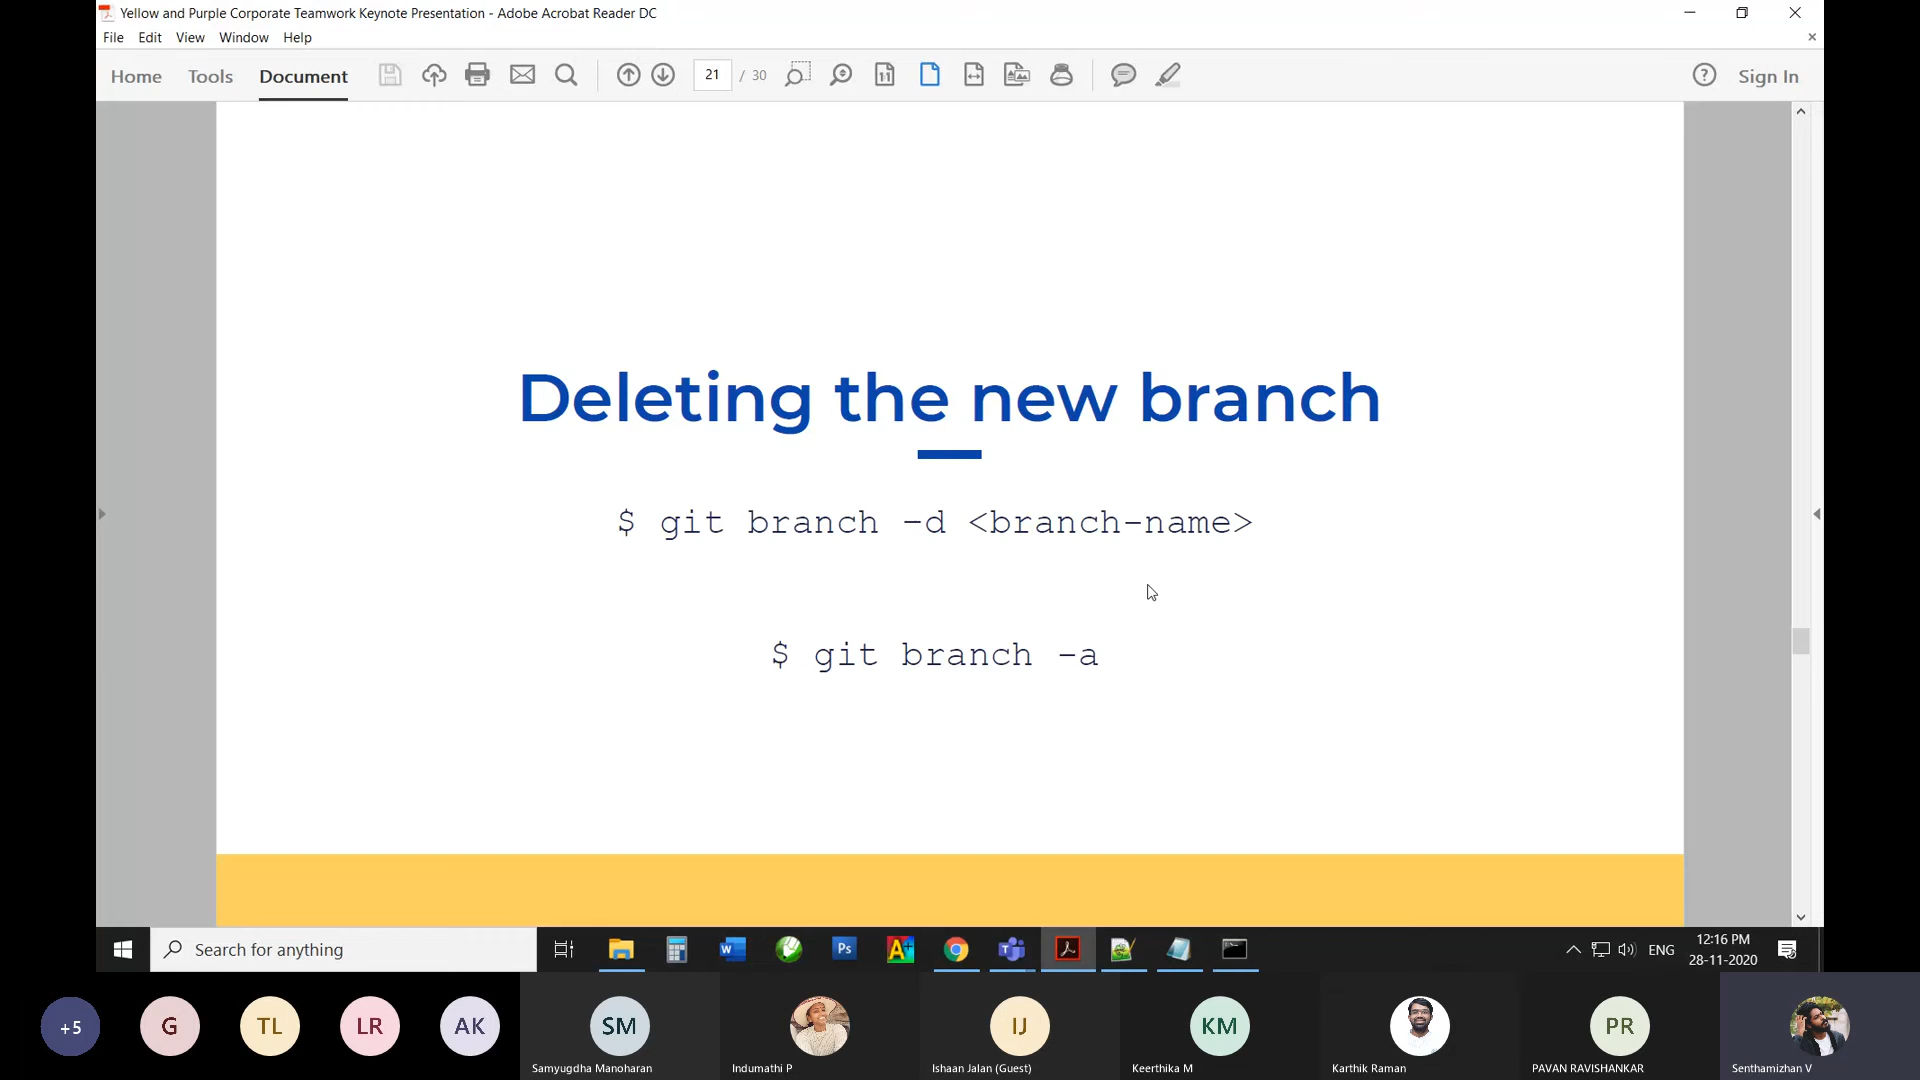 Yellow and Purple Corporate Teamwork Keynote Presentation - Adobe Acrobat Reader DC
File Edit View Window Help
Home Tools Document 21 / 30 Sign In
Deleting the new branch
$ git branch -d <branch-name>
$ git branch -a
Search for anything
Ps
ENG
12:16 PM
28-11-2020
+5 G TL LR AK SM IJ KM PR
Samyugdha Manoharan Indumathi P Ishaan Jalan (Guest) Keerthika M Karthik Raman PAVAN RAVISHANKAR Senthamizhan V